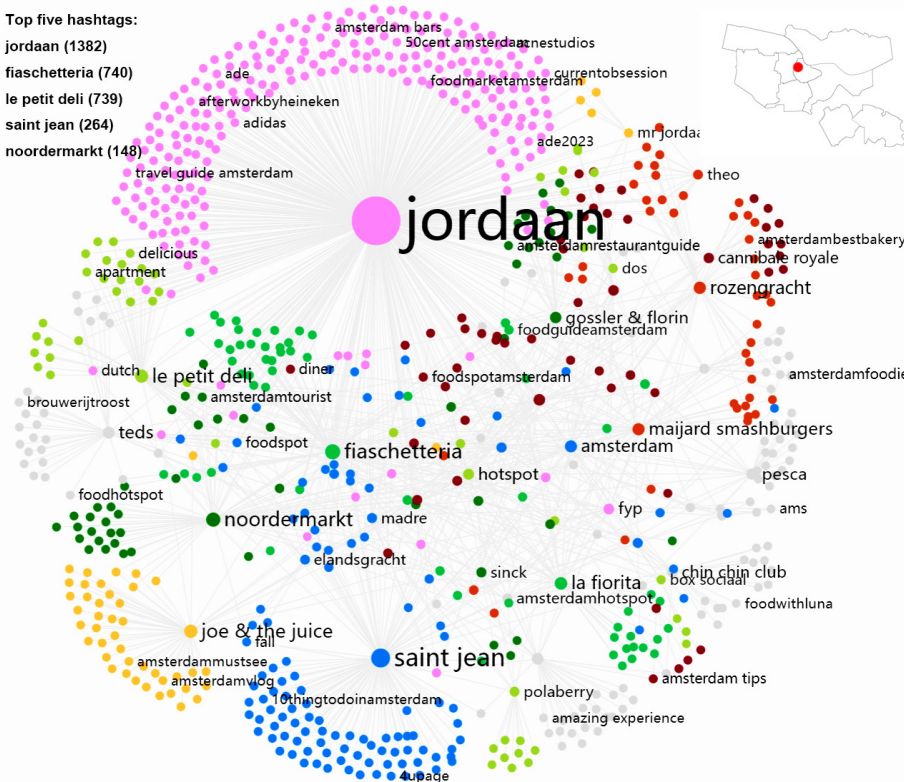 Top five hashtags:
jordaan (1382)
fiaschetteria (740)
le petit deli (739)
saint jean (264)
noordermarkt (148)
amsterdam bars
50cent amsterdam
acnestudios
ade
foodmarketamsterdam
currentobsession
afterworkbyheineken
adidas
ade2023
mr jordaa
travel guide amsterdam
theo
jordaan
delicious
amsterdamrestaurantguide
amsterdambestbakery
apartment
dos
cannibale royale
rozengracht
gossler & florin
foodguideamsterdam
dutch
le petit deli
diner
foodspotamsterdam
amsterdamfoodie
brouwerijtroost
amsterdamtourist
teds
foodspot
fiaschetteria
amsterdam
maijard smashburgers
hotspot
pesca
foodhotspot
noordermarkt
madre
fyp
ams
elandsgracht
sinck
la fiorita
chin chin club
box sociaal
amsterdamhotspot
foodwithluna
joe & the juice
fall
saint jean
amsterdammustsee
amsterdamvlog
10thingtodoinamsterdam
polaberry
amsterdam tips
amazing experience
4upage